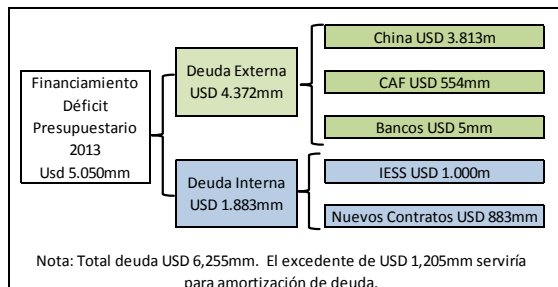 Financiamiento
Déficit
Presupuestario
2013
Usd 5.050mm
Deuda Externa
USD 4.372mm
China USD 3.813m
CAF USD 554mm
Bancos USD 5mm
Deuda Interna
USD 1.883mm
IESS USD 1.000m
Nuevos Contratos USD 883mm
Nota: Total deuda USD 6,255mm. El excedente de USD 1,205mm serviría
para amortización de deuda.